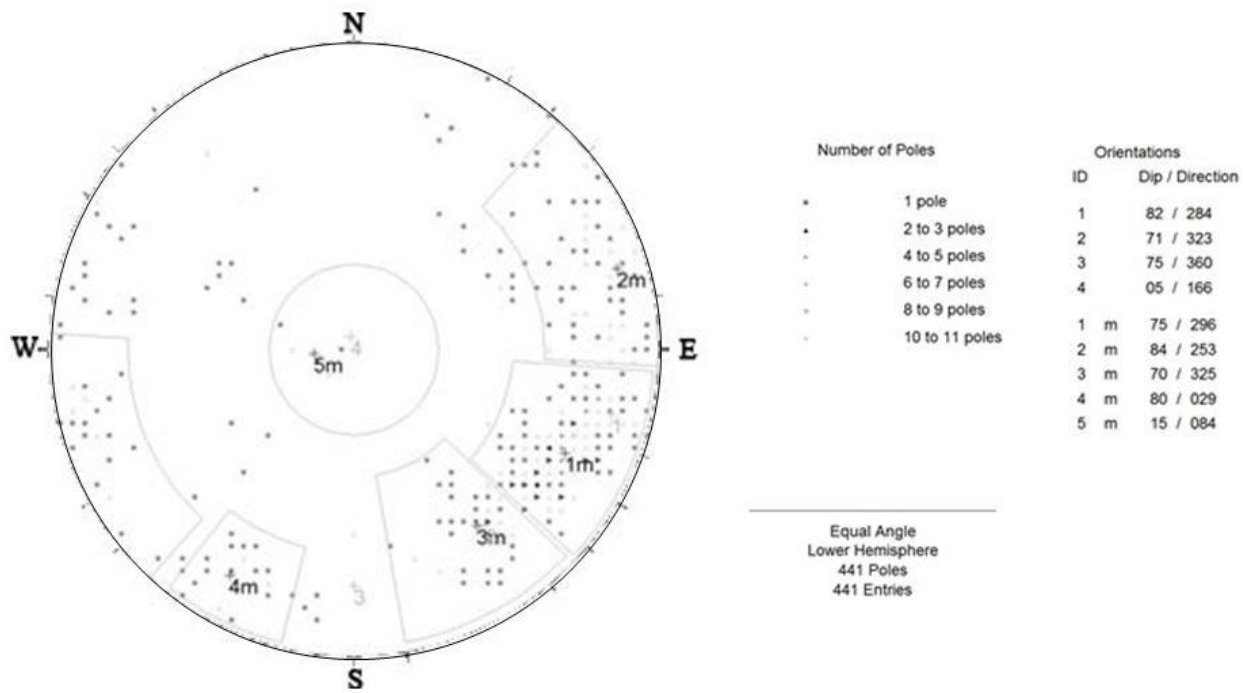 N
W
E
S
1m
2m
3m
4m
5m
1
3
4
Number of Poles
1 pole
2 to 3 poles
4 to 5 poles
6 to 7 poles
8 to 9 poles
10 to 11 poles
Orientations
ID Dip / Direction
1 82 / 284
2 71 / 323
3 75 / 360
4 05 / 166
1 m 75 / 296
2 m 84 / 253
3 m 70 / 325
4 m 80 / 029
5 m 15 / 084
Equal Angle
Lower Hemisphere
441 Poles
441 Entries